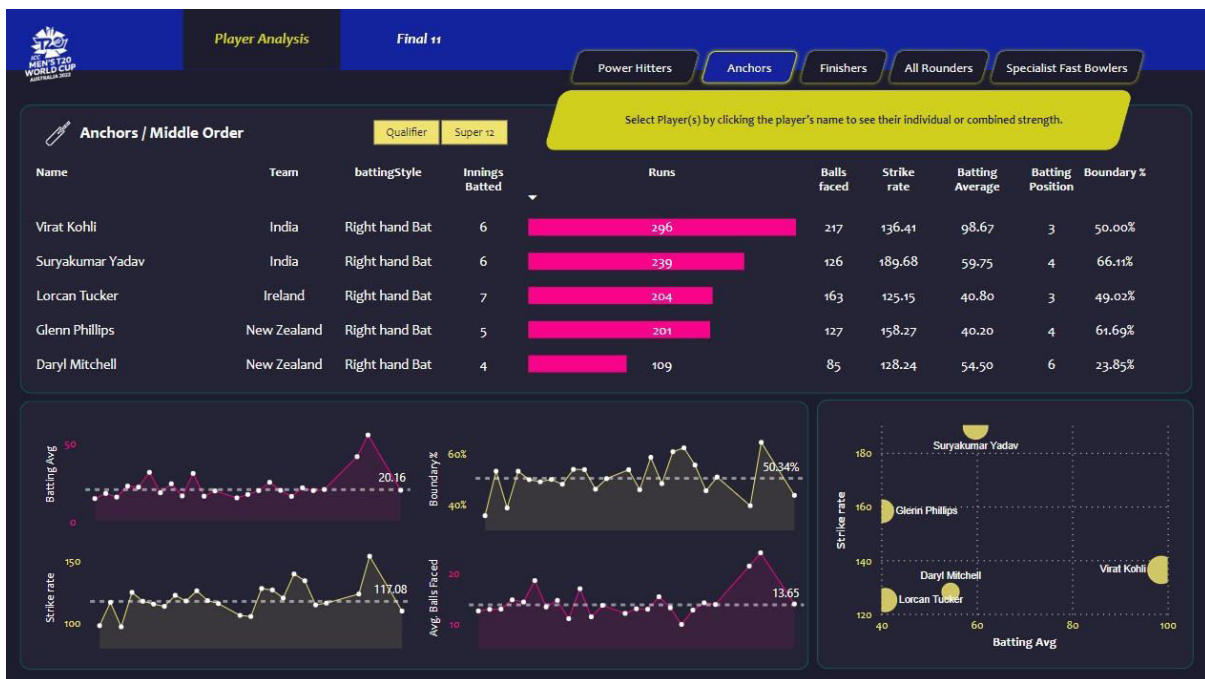 ICC
MEN'S T20
WORLD CUP
AUSTRALIA 2022
Player Analysis
Final 11
Power Hitters
Anchors
Finishers
All Rounders
Specialist Fast Bowlers
Select Player(s) by clicking the player's name to see their individual or combined strength.
Anchors / Middle Order
Qualifier
Super 12
Name Team battingStyle Innings Batted Runs Balls faced Strike rate Batting Average Batting Position Boundary %
Virat Kohli India Right hand Bat 6 296 217 136.41 98.67 3 50.00%
Suryakumar Yadav India Right hand Bat 6 239 126 189.68 59.75 4 66.11%
Lorcan Tucker Ireland Right hand Bat 7 204 163 125.15 40.80 3 49.02%
Glenn Phillips New Zealand Right hand Bat 5 201 127 158.27 40.20 4 61.69%
Daryl Mitchell New Zealand Right hand Bat 4 109 85 128.24 54.50 6 23.85%
Batting Avg
50
0
20.16
Boundary %
60%
40%
50.34%
Strike rate
150
100
117.08
Avg. Balls Faced
20
10
13.65
Strike rate
180
160
140
120
Suryakumar Yadav
Glenn Phillips
Daryl Mitchell
Virat Kohli
Lorcan Tucker
40 60 80 100
Batting Avg